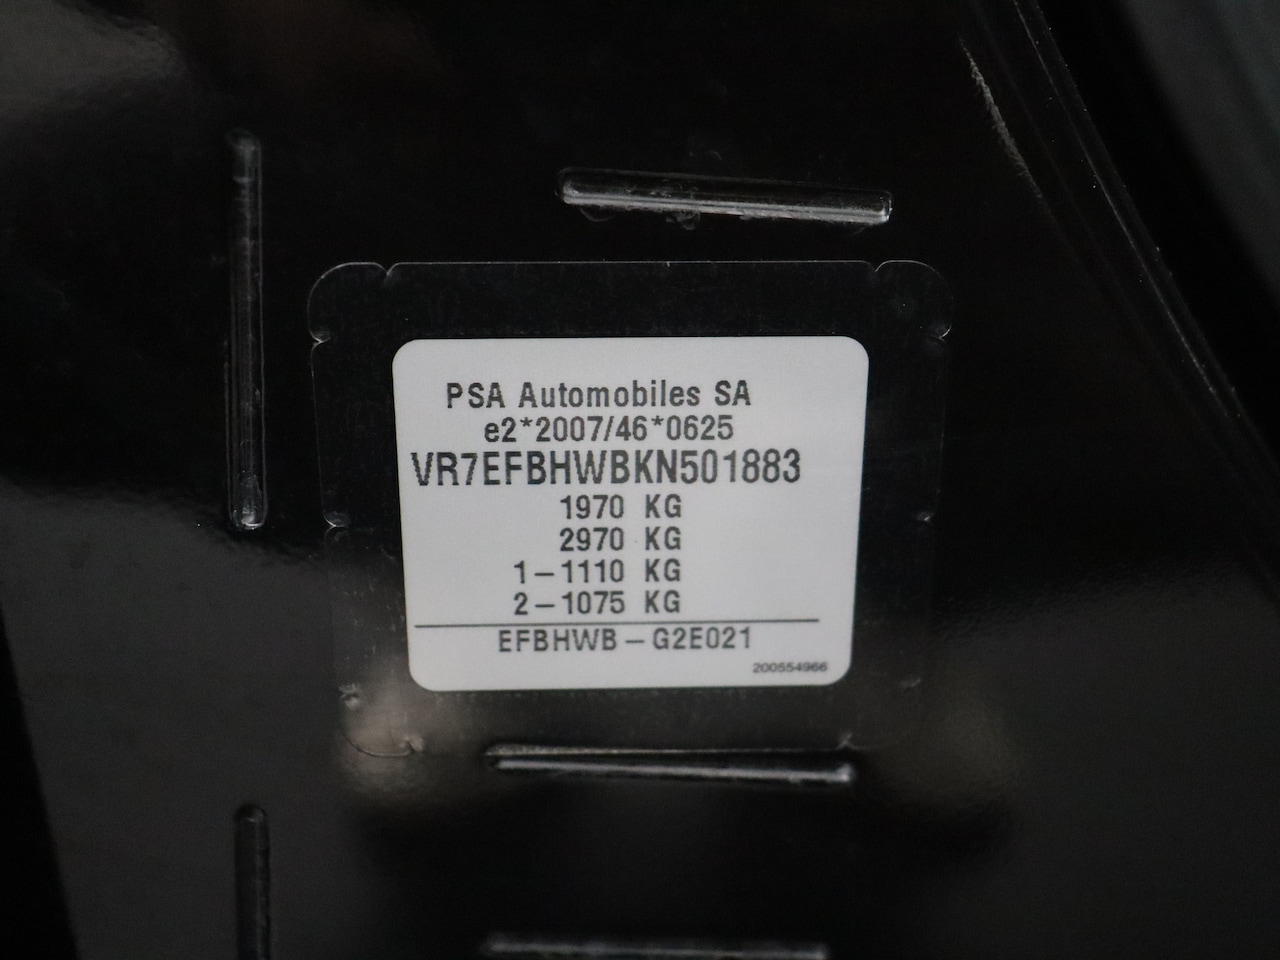 PSA Automobiles SA
e2*2007/46*0625
VR7EFBHWBKN501883
1970 KG
2970 KG
1-1110 KG
2-1075 KG
EFBHWB-G2E021
200554966